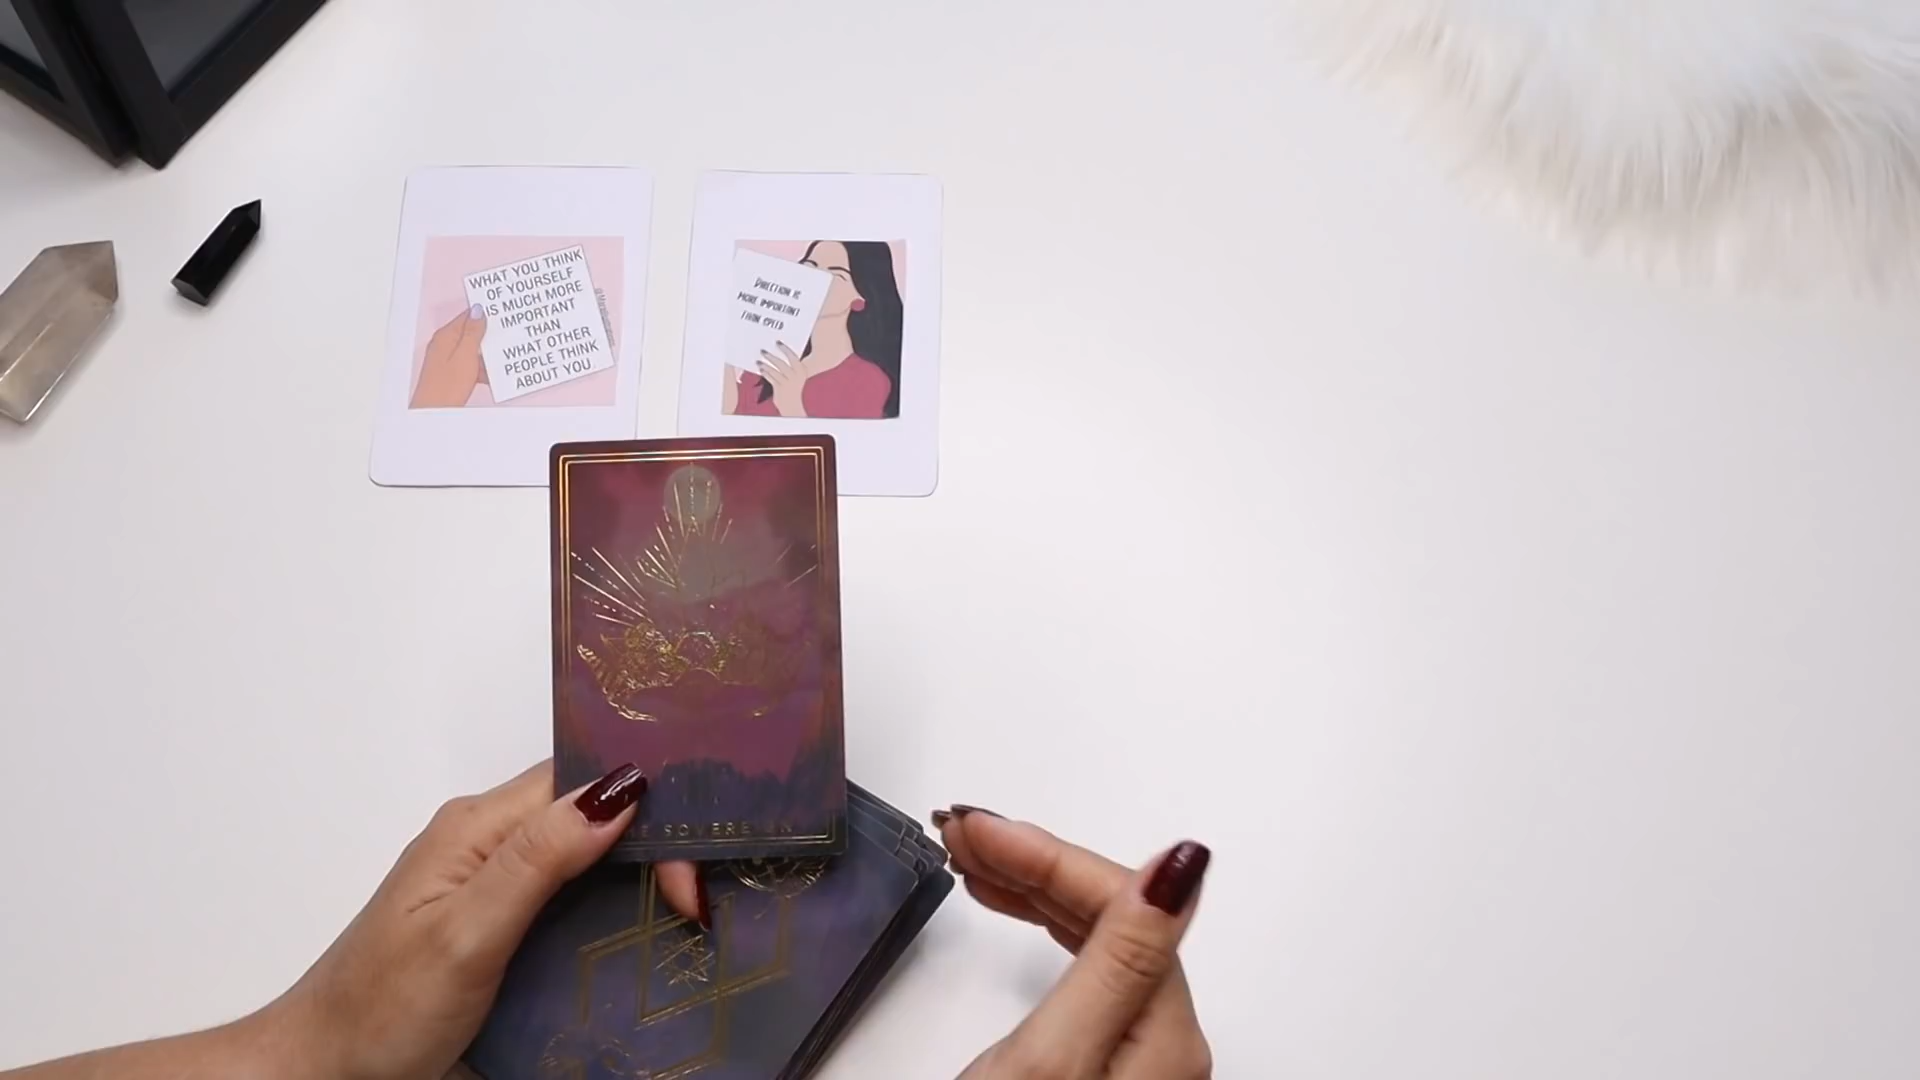 WHAT YOU THINK
OF YOURSELF
IS MUCH MORE
IMPORTANT
THAN
WHAT OTHER
PEOPLE THINK
ABOUT YOU
DIRECTION IS
MORE IMPORTANT
THAN SPEED
SOVEREIGN